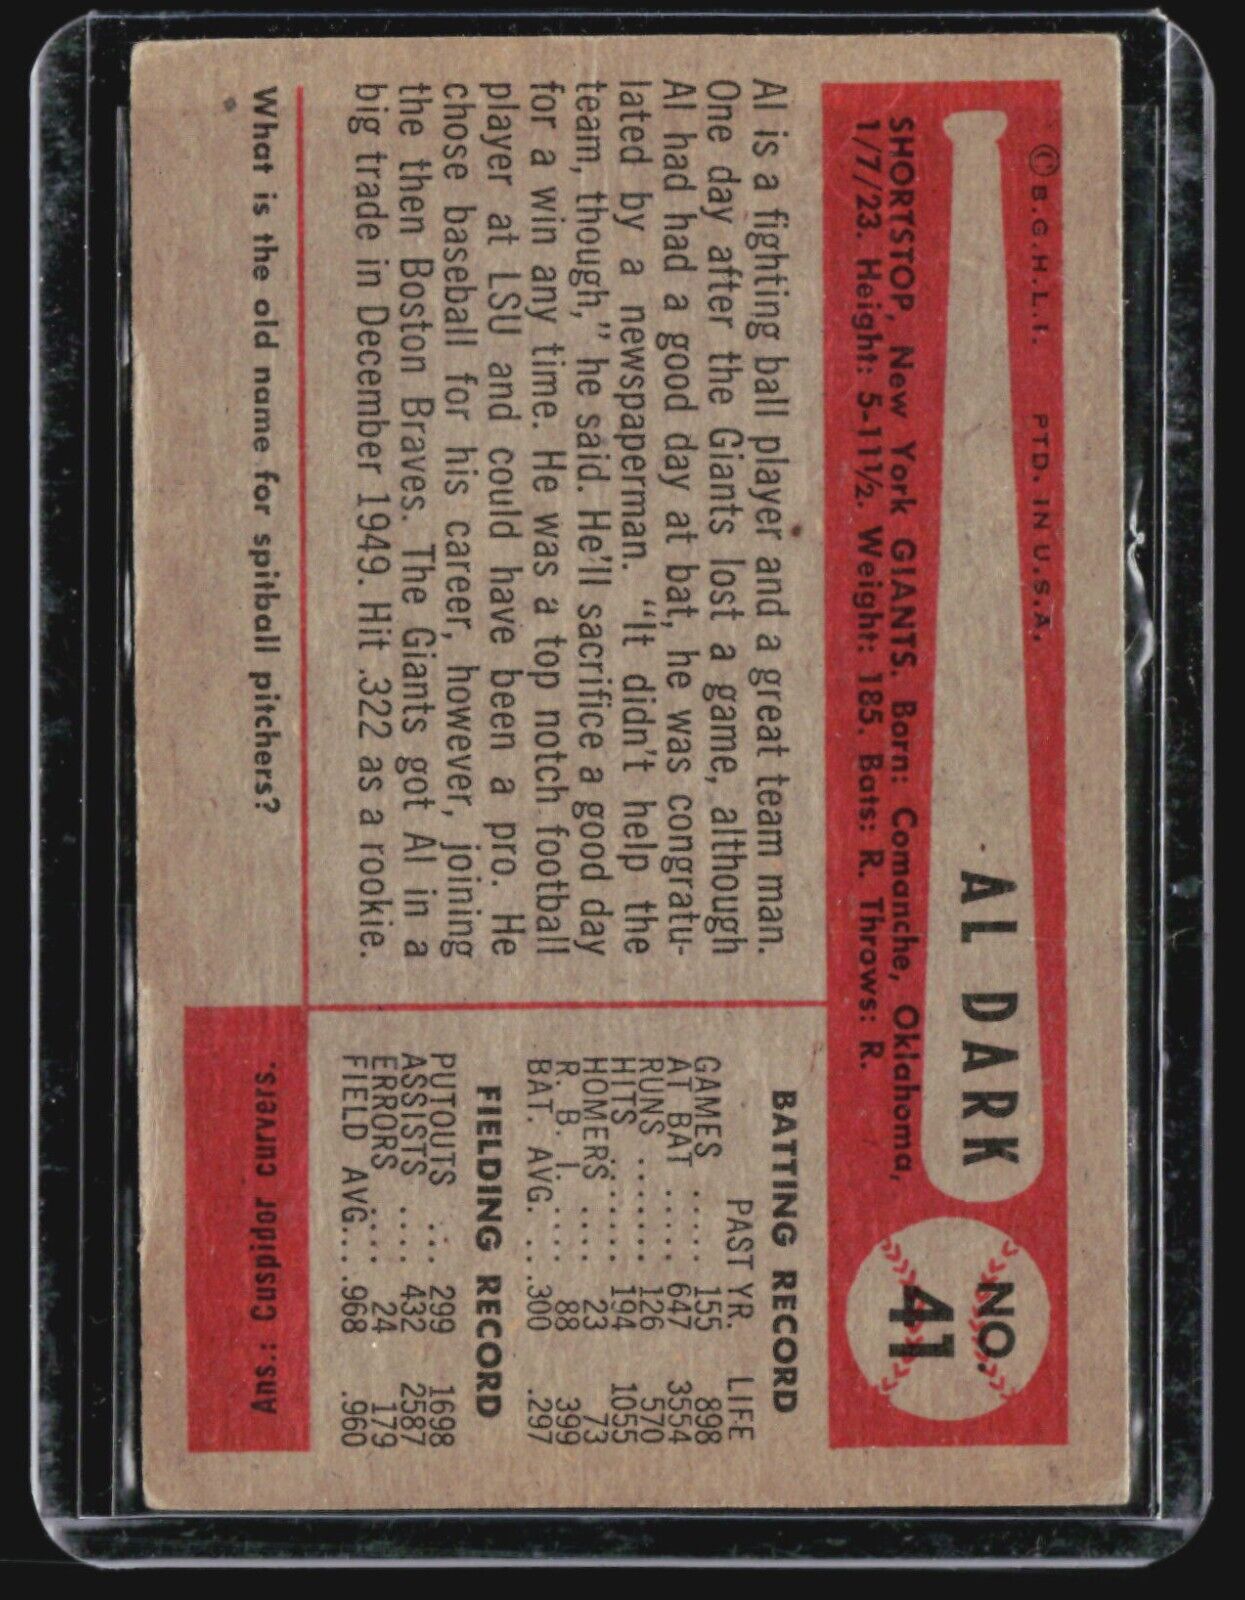 © B.G.H.L.I. PTD. IN U.S.A.
AL DARK
NO.
41
SHORTSTOP, New York GIANTS. Born: Comanche, Oklahoma,
1/7/23. Height: 5-11½. Weight: 185. Bats: R. Throws: R.
Al is a fighting ball player and a great team man.
One day after the Giants lost a game, although
Al had had a good day at bat, he was congratu-
lated by a newspaperman. "It didn't help the
team, though," he said. He'll sacrifice a good day
for a win any time. He was a top notch football
player at LSU and could have been a pro. He
chose baseball for his career, however, joining
the then Boston Braves. The Giants got Al in a
big trade in December 1949. Hit .322 as a rookie.
BATTING RECORD
PAST YR. LIFE
GAMES ..... 155 898
AT BAT ..... 647 3554
RUNS ....... 126 570
HITS ....... 194 1055
HOMERS .... 23 73
R. B. I. ..... 88 399
BAT. AVG. .. .300 .297
FIELDING RECORD
PUTOUTS ... 299 1698
ASSISTS .... 432 2587
ERRORS .... 24 179
FIELD AVG... .968 .960
What is the old name for spitball pitchers?
Ans.: Cuspidor curvers.